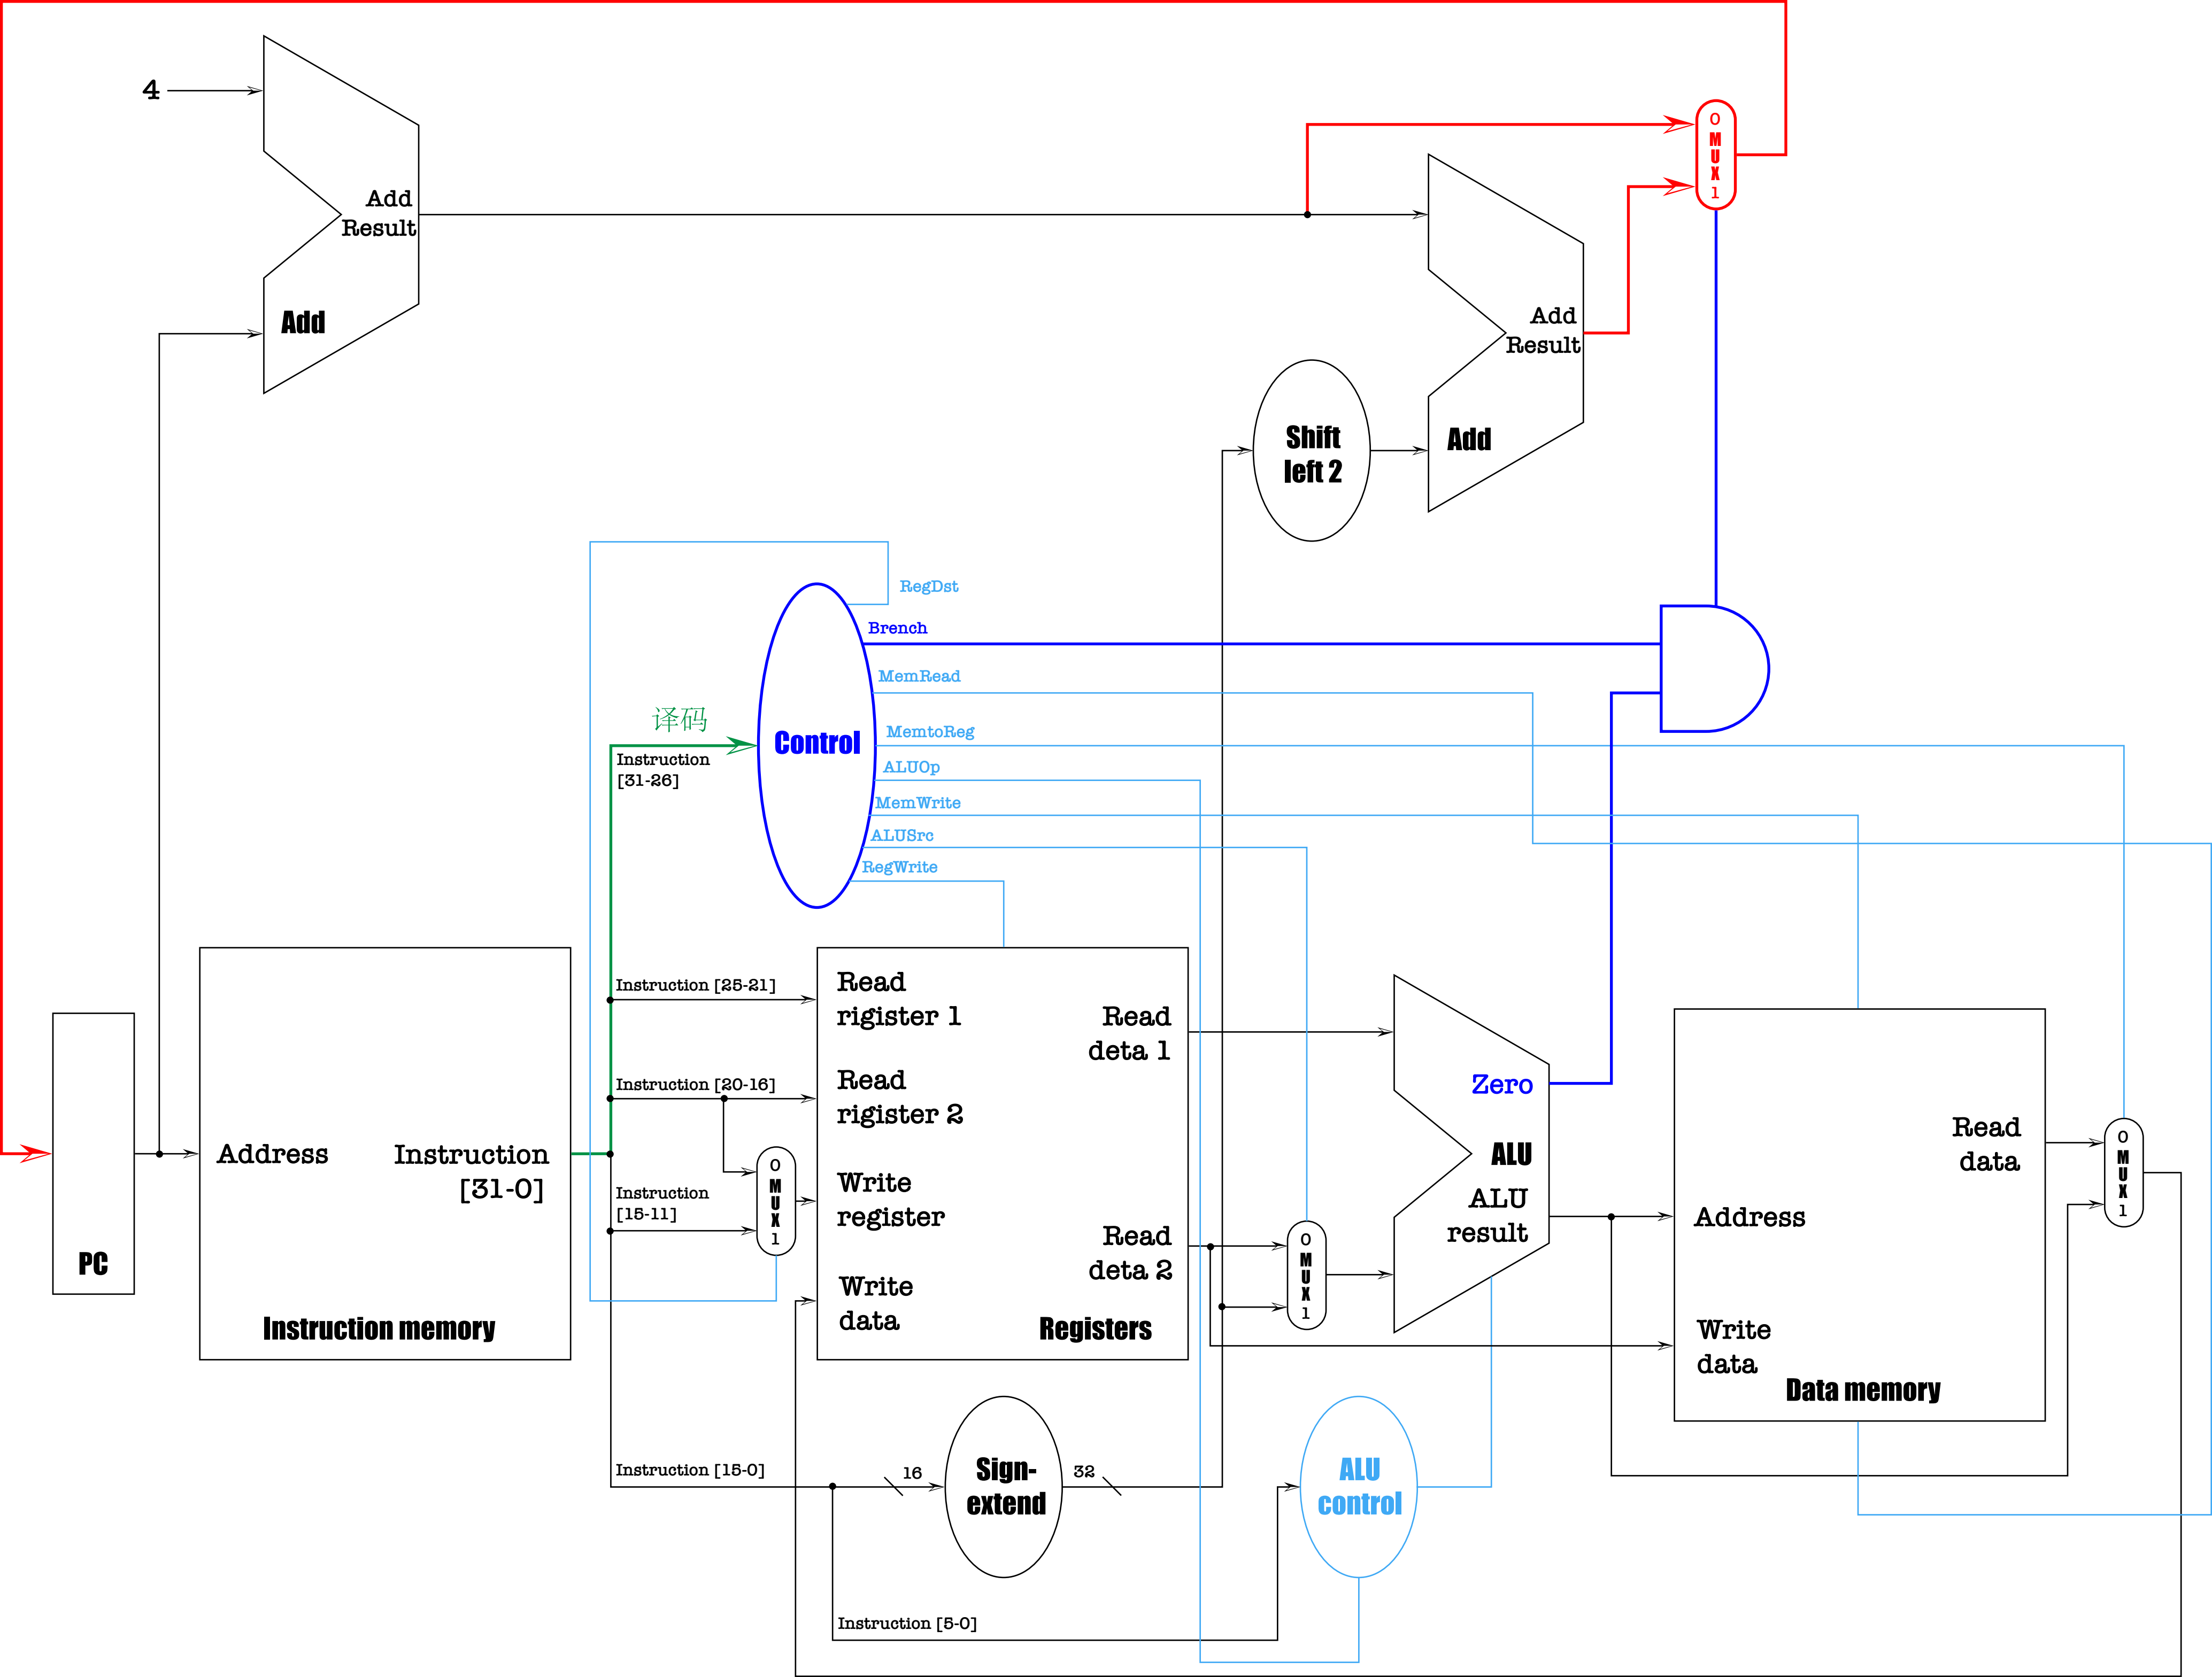 4
Add
Result
Add
0
M
U
X
1
Add
Result
Add
Shift
left 2
RegDst
Brench
MemRead
MemtoReg
ALUOp
MemWrite
ALUSrc
RegWrite
Control
译码
Instruction
[31-26]
Instruction [25-21]
Instruction [20-16]
Instruction
[15-11]
0
M
U
X
1
PC
Address
Instruction
[31-0]
Instruction memory
Read
rigister 1
Read
rigister 2
Write
register
Write
data
Read
deta 1
Read
deta 2
Registers
0
M
U
X
1
Zero
ALU
ALU
result
Address
Write
data
Read
data
Data memory
0
M
U
X
1
Instruction [15-0]
16
Sign-
extend
32
ALU
control
Instruction [5-0]